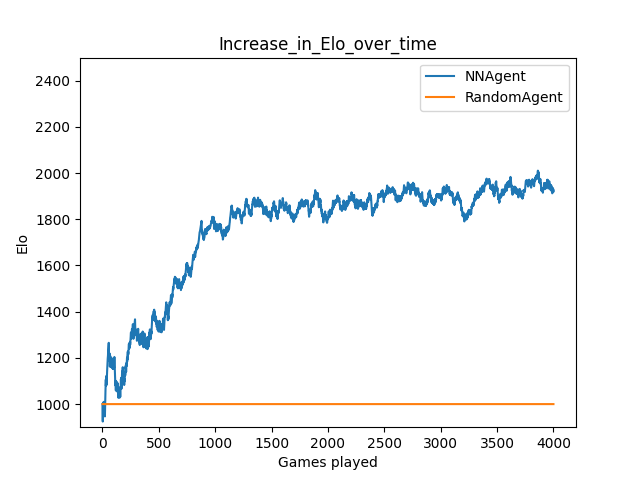 Increase_in_Elo_over_time
NNAgent
RandomAgent
2400
2200
2000
1800
1600
1400
1200
1000
Elo
0 500 1000 1500 2000 2500 3000 3500 4000
Games played